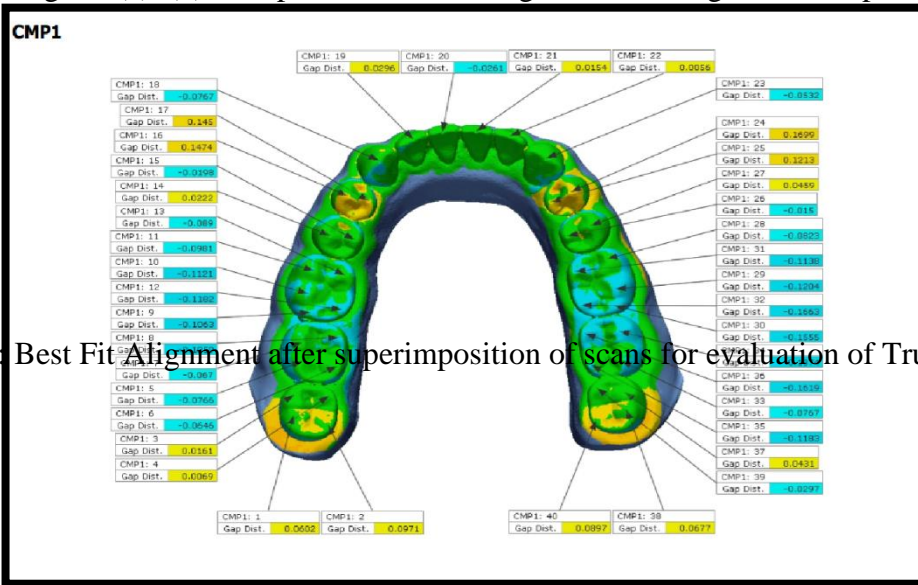 CMP1
CMP1: 19
Gap Dist. 0.0296
CMP1: 20
Gap Dist. -0.0261
CMP1: 21
Gap Dist. 0.0154
CMP1: 22
Gap Dist. 0.0056
CMP1: 18
Gap Dist. -0.0767
CMP1: 17
Gap Dist. 0.145
CMP1: 16
Gap Dist. 0.1474
CMP1: 15
Gap Dist. -0.0198
CMP1: 14
Gap Dist. 0.0222
CMP1: 13
Gap Dist. -0.089
CMP1: 11
Gap Dist. -0.0981
CMP1: 10
Gap Dist. -0.1121
CMP1: 12
Gap Dist. -0.1182
CMP1: 9
Gap Dist. -0.1063
CMP1: 8
Best Fit Alignment after superimposition of scans for evaluation of Tru
Gap Dist. -0.087
CMP1: 5
Gap Dist. -0.0766
CMP1: 6
Gap Dist. -0.0646
CMP1: 3
Gap Dist. 0.0161
CMP1: 4
Gap Dist. 0.0069
CMP1: 23
Gap Dist. -0.0532
CMP1: 24
Gap Dist. 0.1699
CMP1: 25
Gap Dist. 0.1213
CMP1: 27
Gap Dist. 0.0489
CMP1: 26
Gap Dist. -0.015
CMP1: 28
Gap Dist. -0.0823
CMP1: 31
Gap Dist. -0.1138
CMP1: 29
Gap Dist. -0.1204
CMP1: 32
Gap Dist. -0.1663
CMP1: 30
Gap Dist. -0.1555
CMP1: 36
Gap Dist. -0.1619
CMP1: 33
Gap Dist. -0.0767
CMP1: 35
Gap Dist. -0.1183
CMP1: 37
Gap Dist. 0.0431
CMP1: 39
Gap Dist. -0.0297
CMP1: 1
Gap Dist. 0.0602
CMP1: 2
Gap Dist. 0.0971
CMP1: 40
Gap Dist. 0.0897
CMP1: 38
Gap Dist. 0.0677